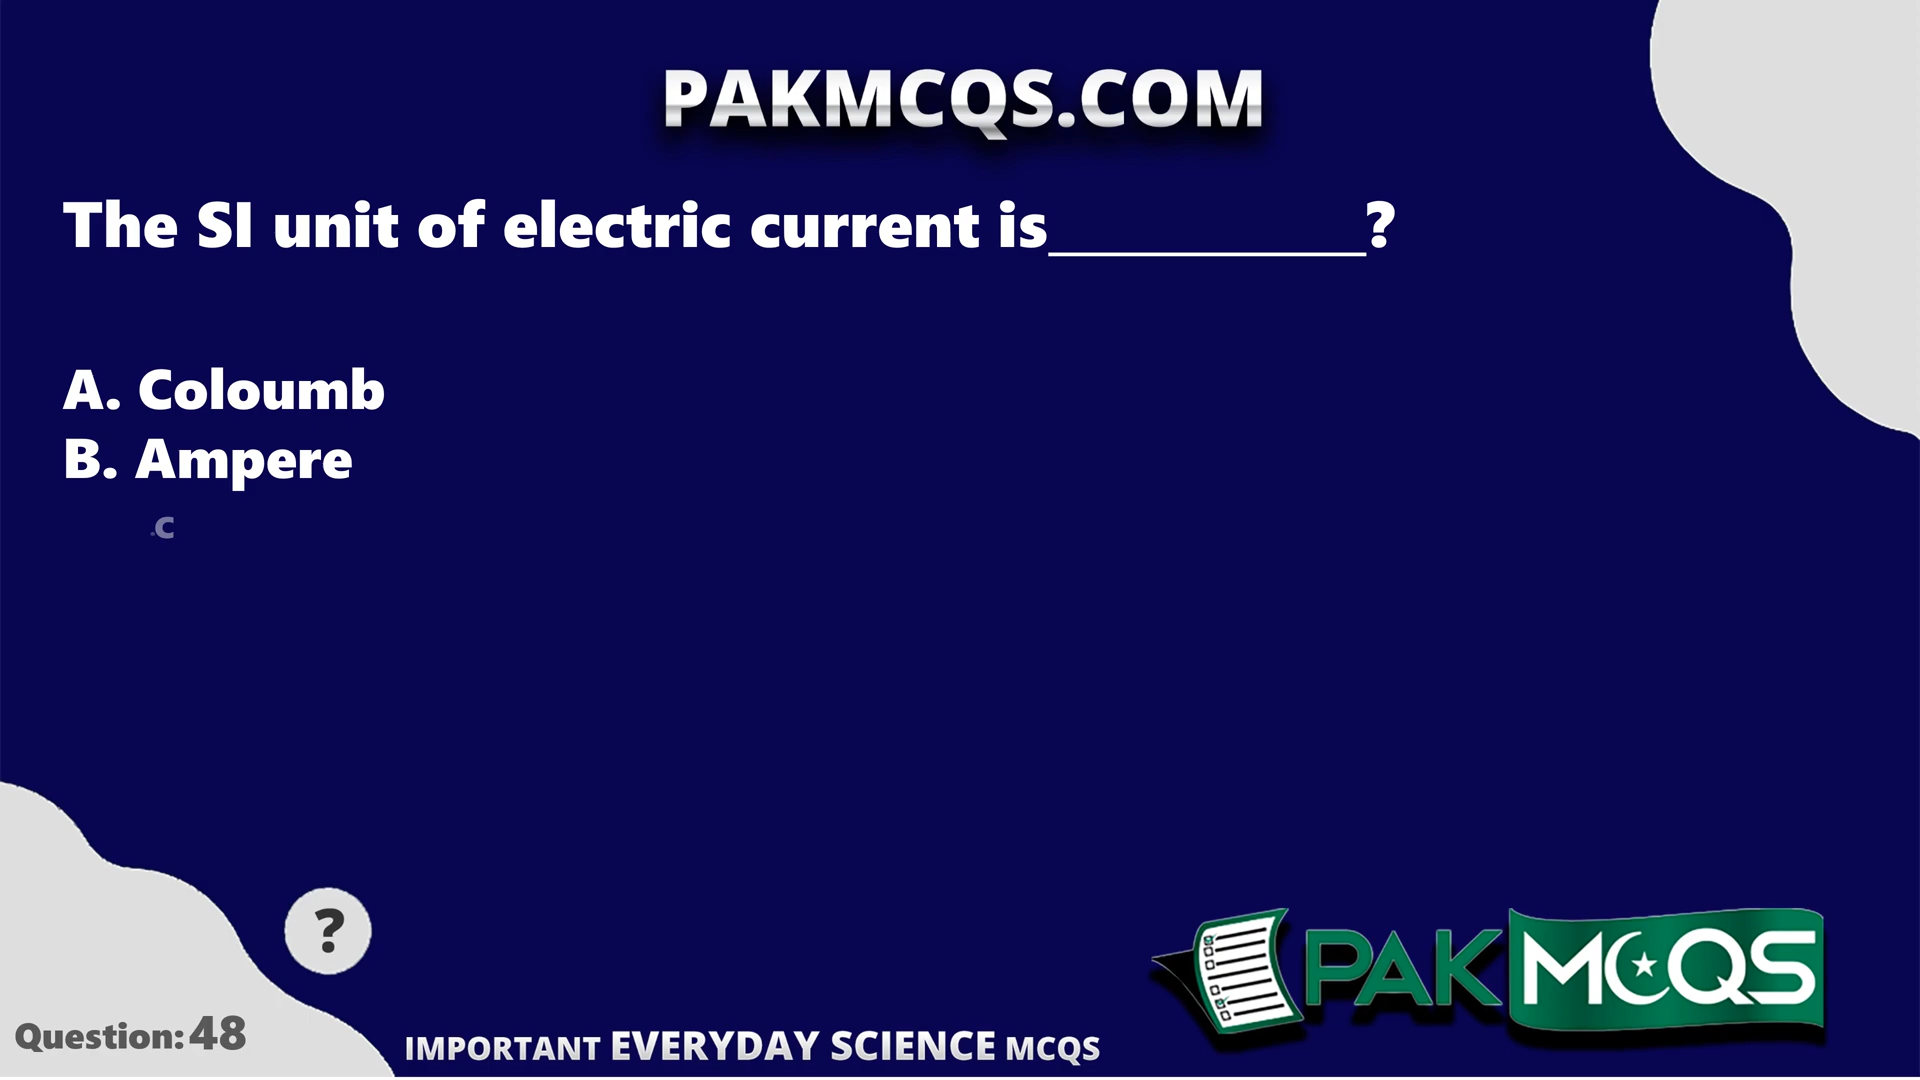 PAKMCQS.COM
The SI unit of electric current is__________?
A. Coloumb
B. Ampere
.C
?
PAKMCQS
Question:48
IMPORTANT EVERYDAY SCIENCE MCQS